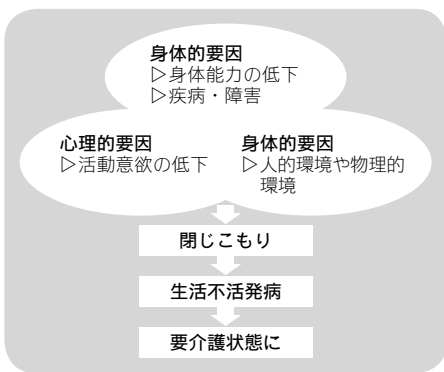 身体的要因
▷身体能力の低下
▷疾病・障害
心理的要因
▷活動意欲の低下
身体的要因
▷人的環境や物理的
環境
閉じこもり
生活不活発病
要介護状態に